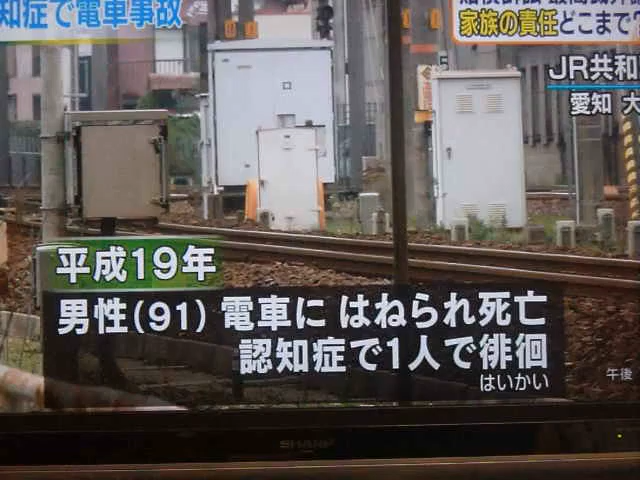 知症で電車事故
家族の責任どこまで
JR共和
愛知 大
平成19年
男性(91) 電車に はねられ死亡
認知症で1人で徘徊
はいかい
午後
SHARP